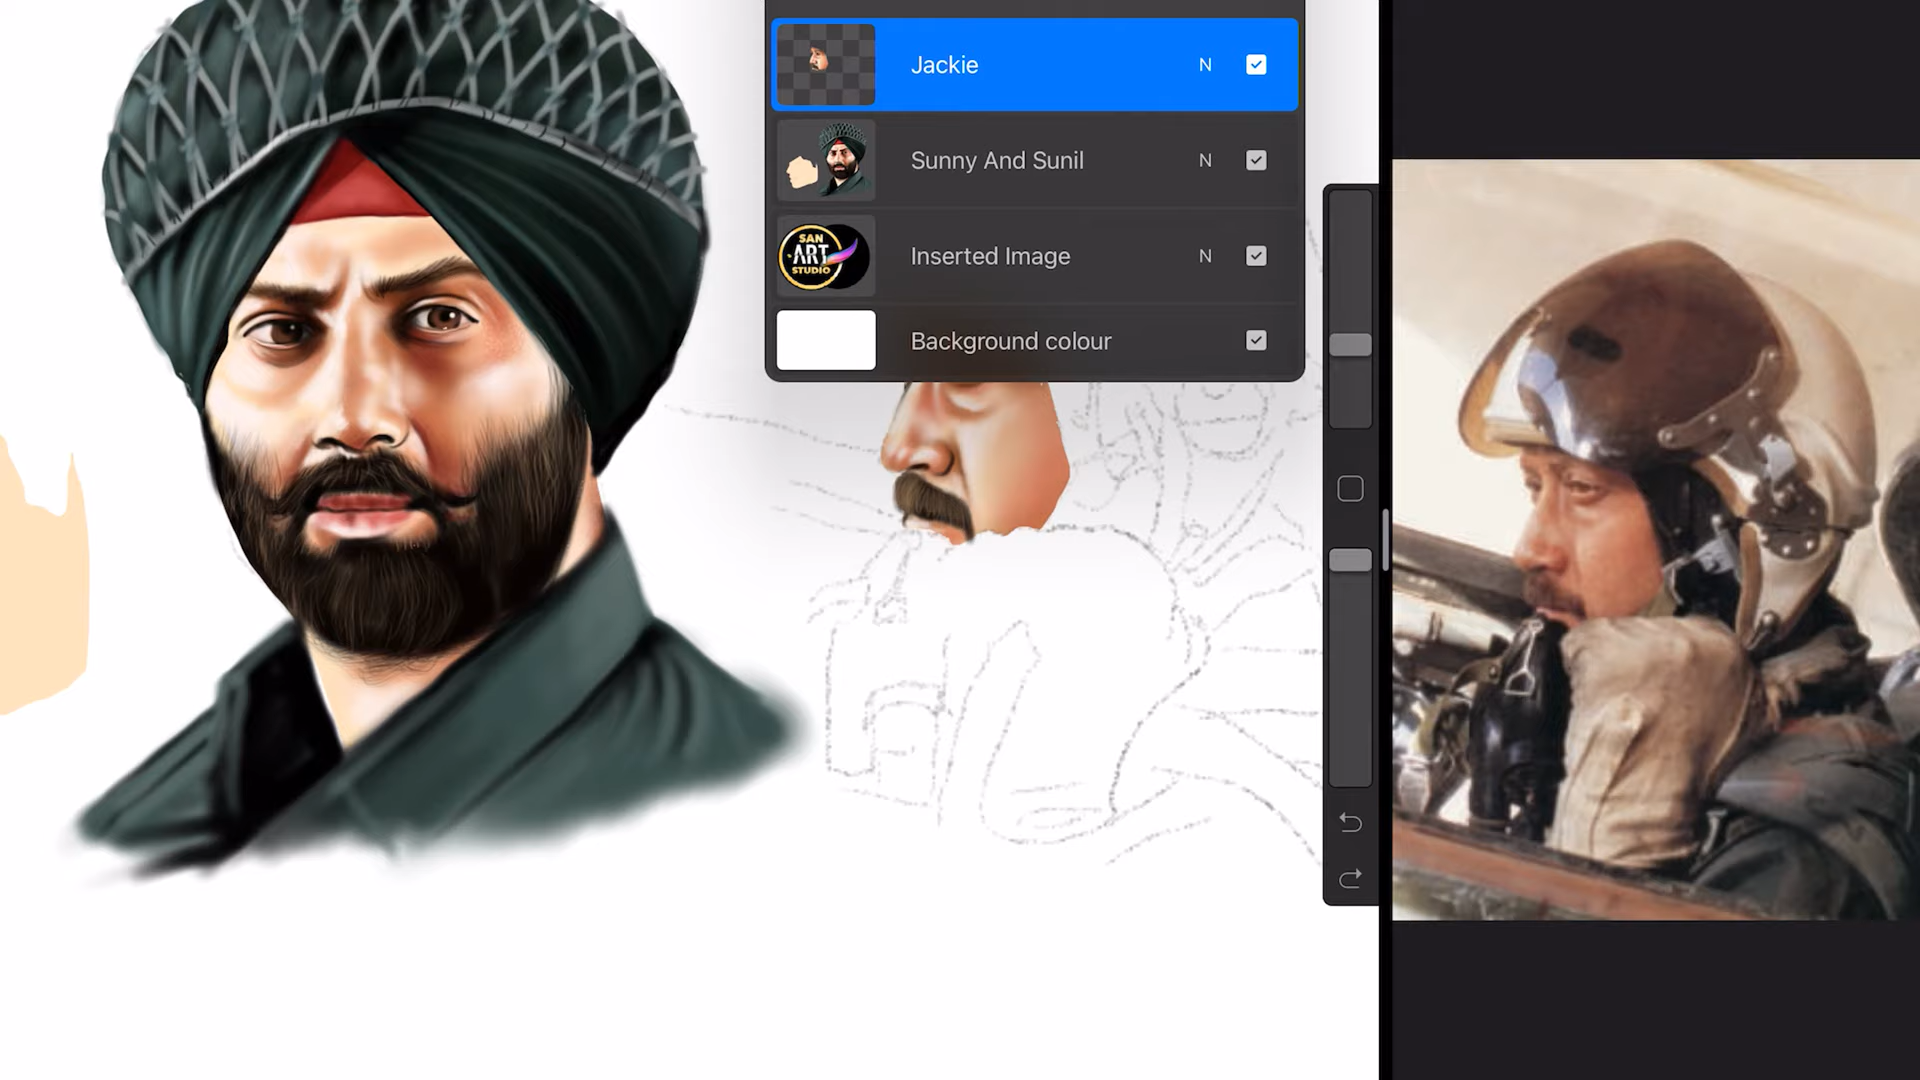 Jackie N
Sunny And Sunil N
SAN
ART
STUDIO
Inserted Image N
Background colour